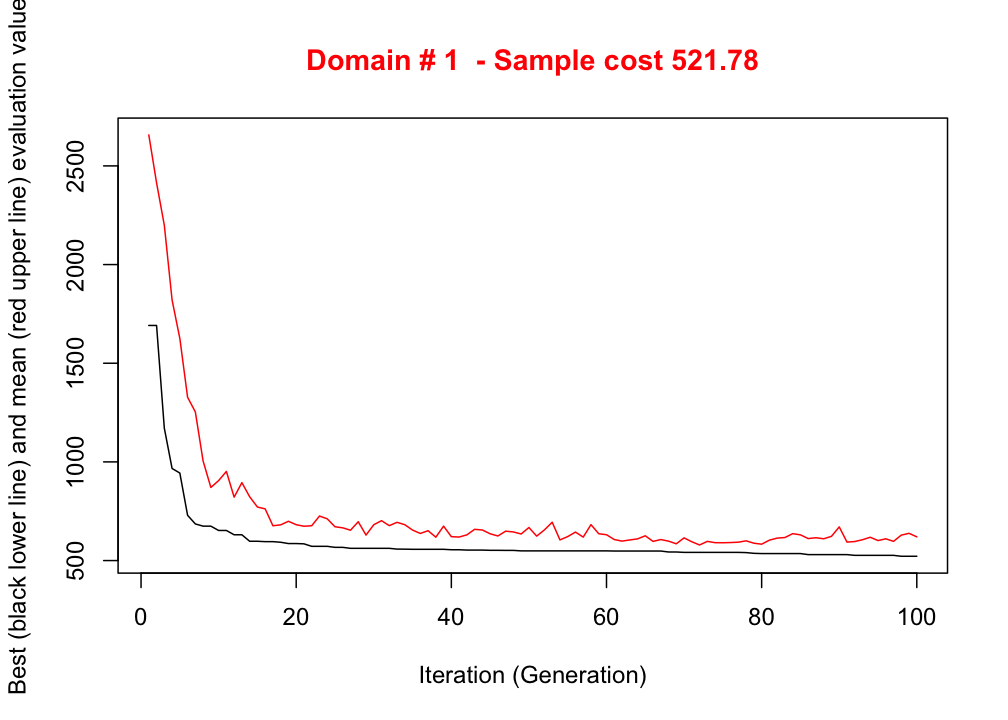 Domain # 1  - Sample cost 521.78
Best (black lower line) and mean (red upper line) evaluation value
2500
2000
1500
1000
500
0 20 40 60 80 100
Iteration (Generation)